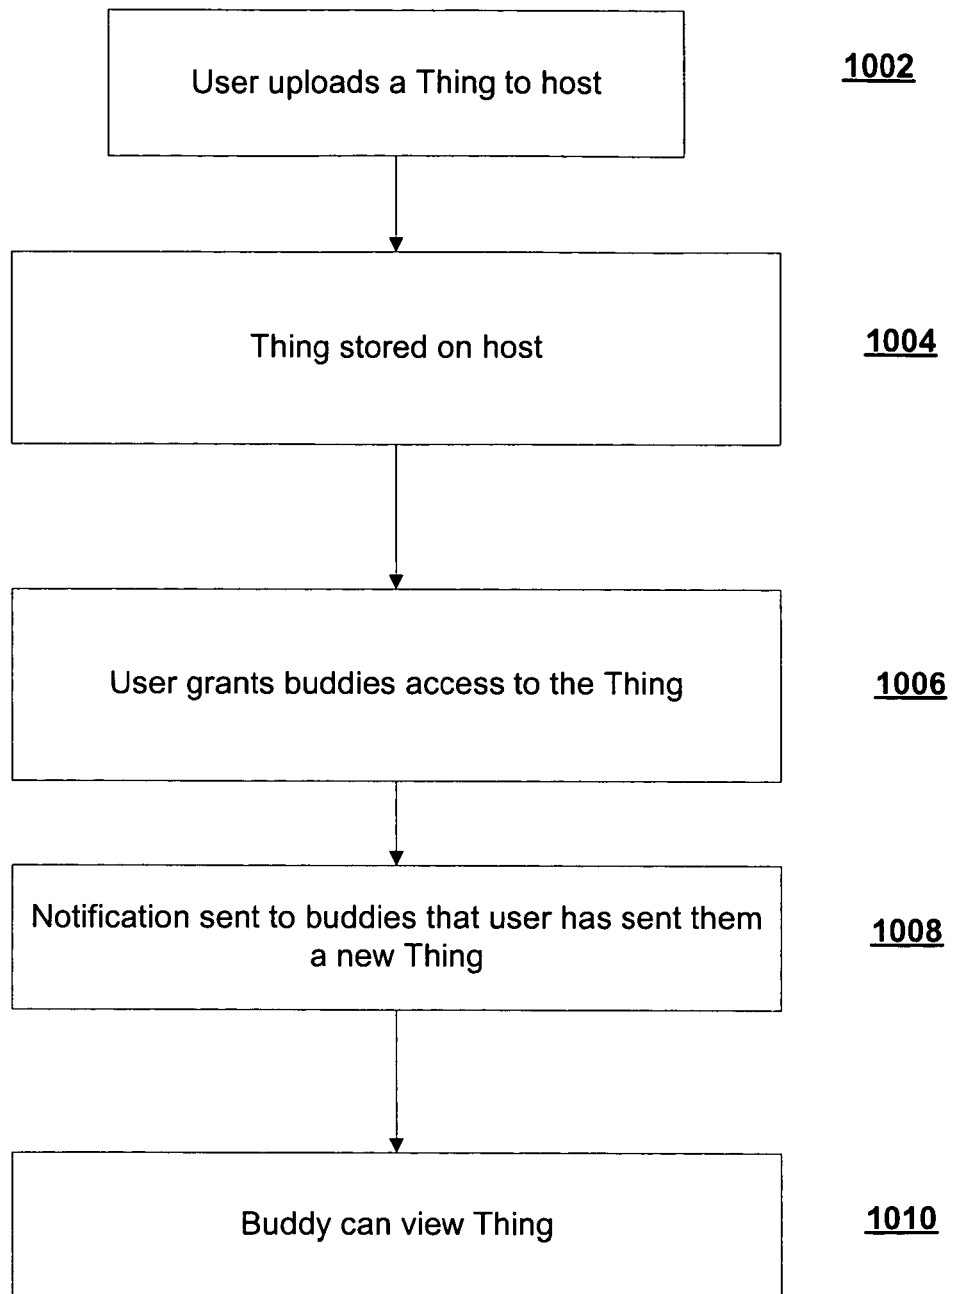 User uploads a Thing to host
1002
Thing stored on host
1004
User grants buddies access to the Thing
1006
Notification sent to buddies that user has sent them
a new Thing
1008
Buddy can view Thing
1010